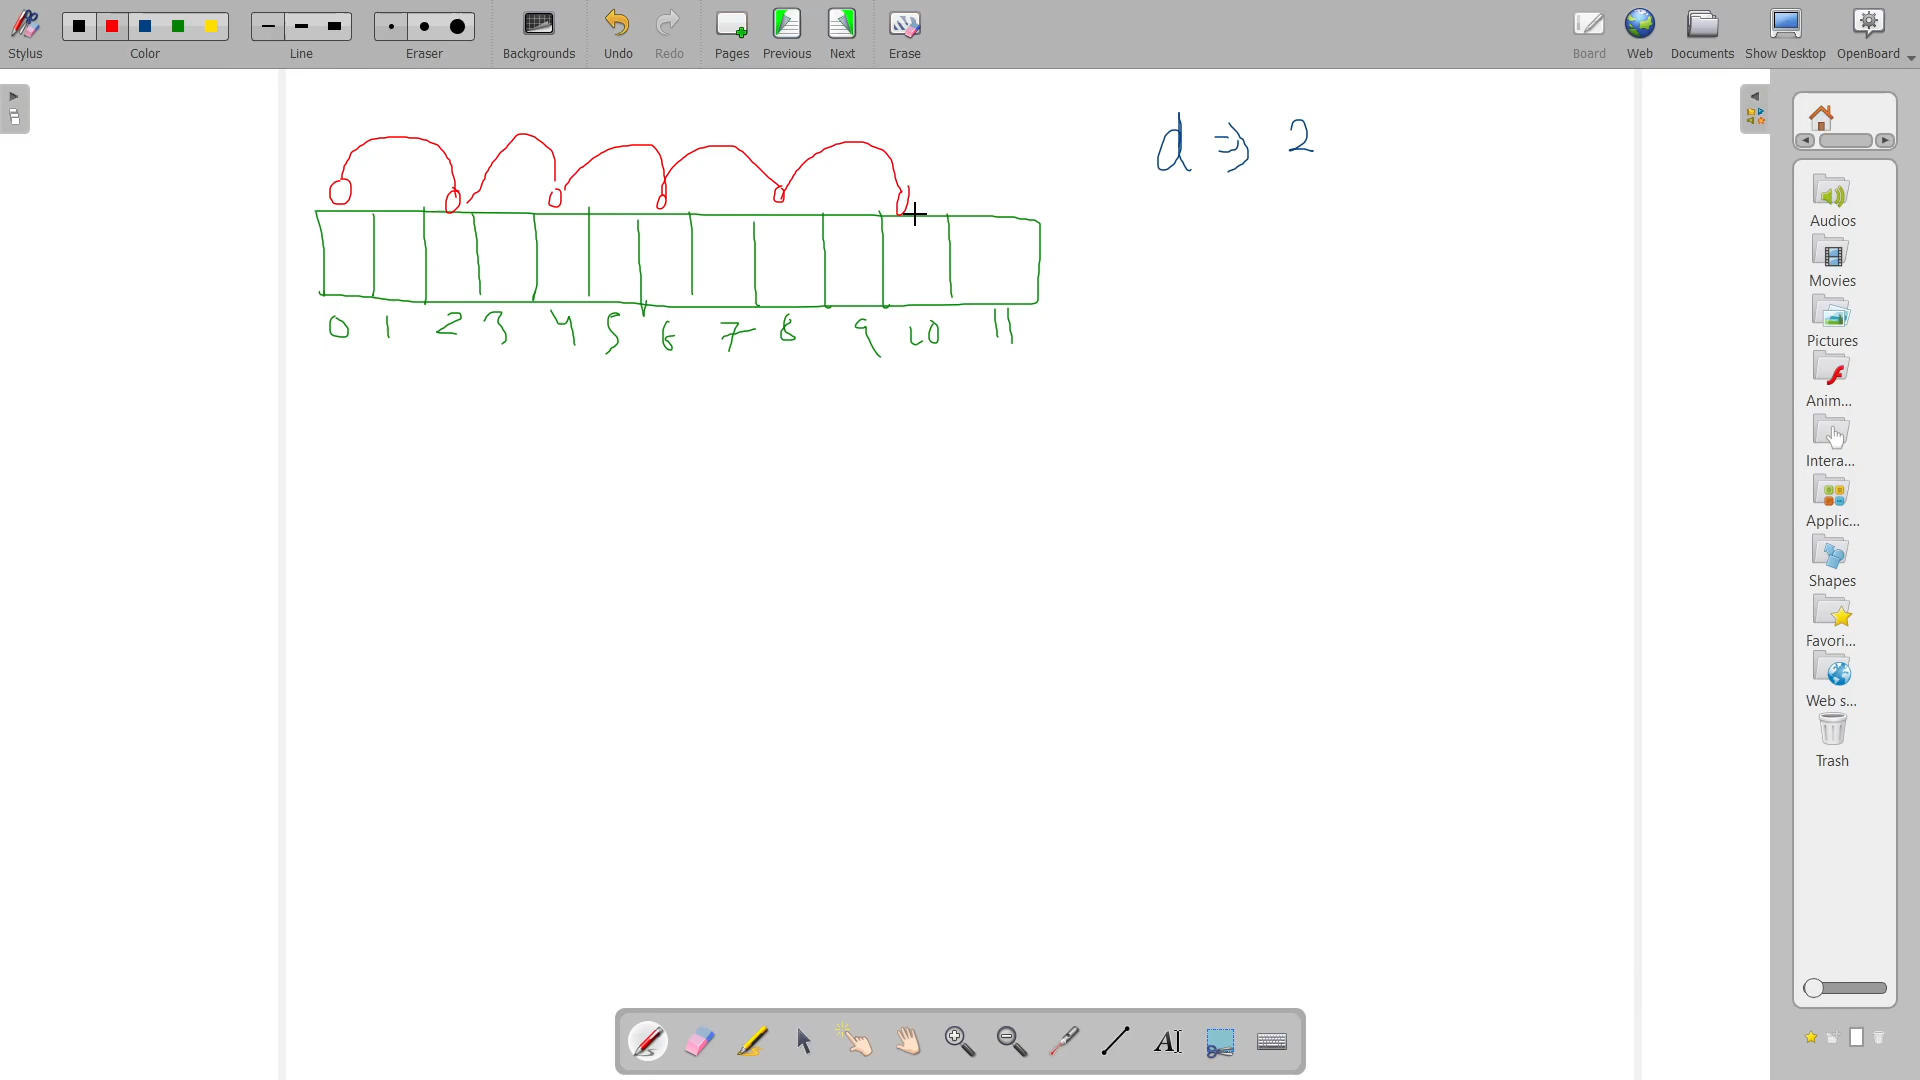 Stylus Color Line Eraser Backgrounds Undo Redo Pages Previous Next Erase Board Web Documents Show Desktop OpenBoard
d ⇒ 2
0 1 2 3 4 5 6 7 8 9 10 11
Audios
Movies
Pictures
Anim...
Intera...
Applic...
Shapes
Favori...
Web s...
Trash